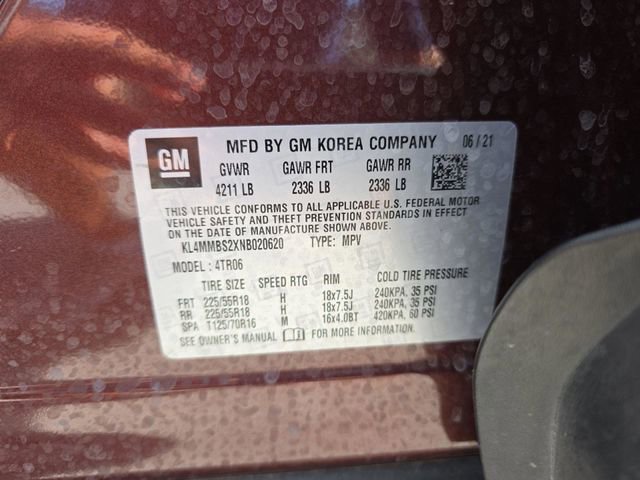 GM
MFD BY GM KOREA COMPANY 06/21
GVWR GAWR FRT GAWR RR
4211 LB 2336 LB 2336 LB
THIS VEHICLE CONFORMS TO ALL APPLICABLE U.S. FEDERAL MOTOR
VEHICLE SAFETY AND THEFT PREVENTION STANDARDS IN EFFECT
ON THE DATE OF MANUFACTURE SHOWN ABOVE.
KL4MMBS2XNB020620 TYPE: MPV
MODEL: 4TR06
TIRE SIZE SPEED RTG RIM COLD TIRE PRESSURE
FRT 225/55R18 H 18x7.5J 240KPA, 35 PSI
RR 225/55R18 H 18x7.5J 240KPA, 35 PSI
SPA T125/70R16 M 16x4.0BT 420KPA, 60 PSI
SEE OWNER'S MANUAL FOR MORE INFORMATION